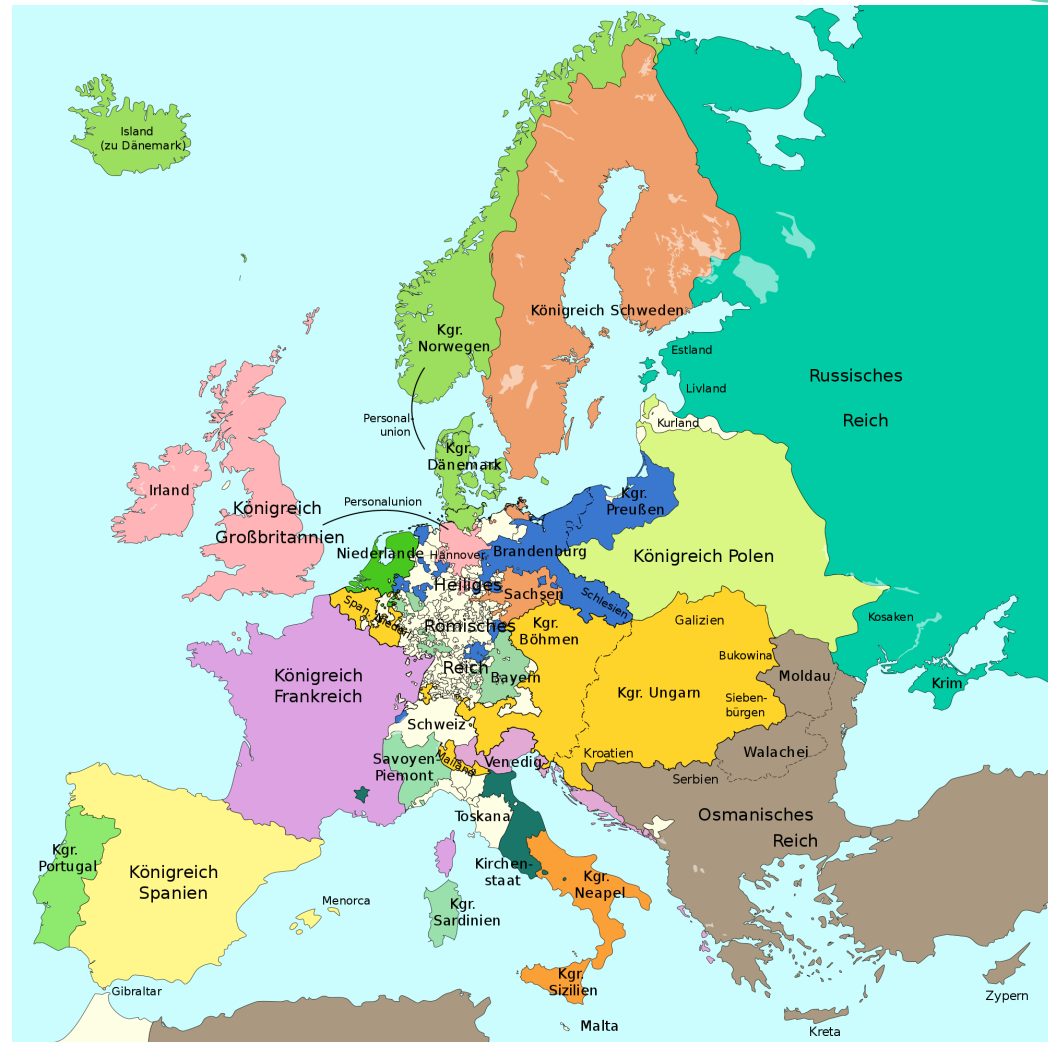 Island
(zu Dänemark)
Kgr.
Norwegen
Königreich Schweden
Estland
Livland
Russisches
Reich
Kurland
Personal-
union
Kgr.
Dänemark
Irland
Königreich
Großbritannien
Personalunion
Kgr.
Preußen
Niederlande
Hannover
Brandenburg
Königreich Polen
Heiliges
Sachsen
Schlesien
Span. Niederl.
Römisches
Kgr.
Böhmen
Galizien
Kosaken
Reich
Bayern
Bukowina
Moldau
Krim
Königreich
Frankreich
Kgr. Ungarn
Sieben-
bürgen
Schweiz
Savoyen-
Piemont
Mailand
Venedig
Kroatien
Walachei
Serbien
Osmanisches
Reich
Toskana
Kirchen-
staat
Kgr.
Portugal
Königreich
Spanien
Menorca
Kgr.
Sardinien
Kgr.
Neapel
Kgr.
Sizilien
Gibraltar
Malta
Kreta
Zypern